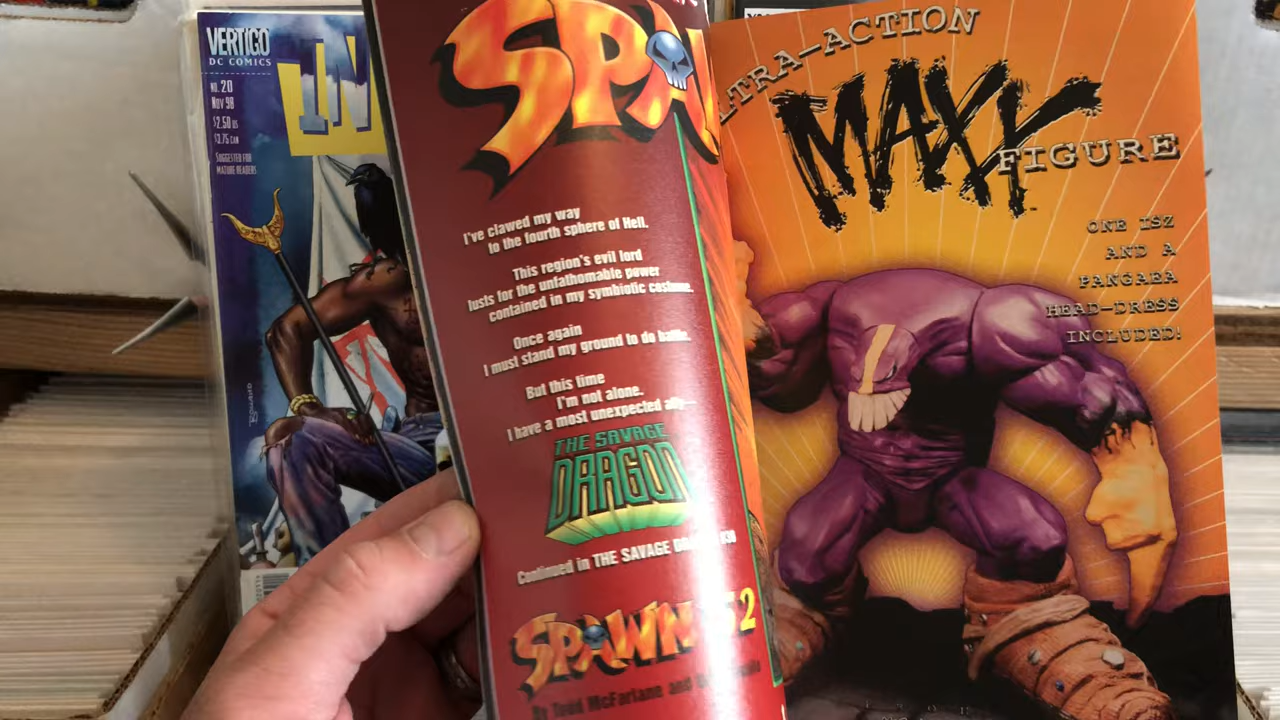 VERTIGO
DC COMICS
NO. 20
NOV 98
$2.50 US
$3.75 CAN
SUGGESTED FOR
MATURE READERS
IN
SPA
I've clawed my way
to the fourth sphere of Hell.
This region's evil lord
lusts for the unfathomable power
contained in my symbiotic costume.
Once again
I must stand my ground to do battle.
But this time
I'm not alone.
I have a most unexpected ally—
THE SAVAGE
DRAGON
Continued in THE SAVAGE
SPAWN 52
By Todd McFarlane and
TRA-ACTION
MAXX
FIGURE
ONE ISZ
AND A
PANGAEA
HEAD-DRESS
INCLUDED!